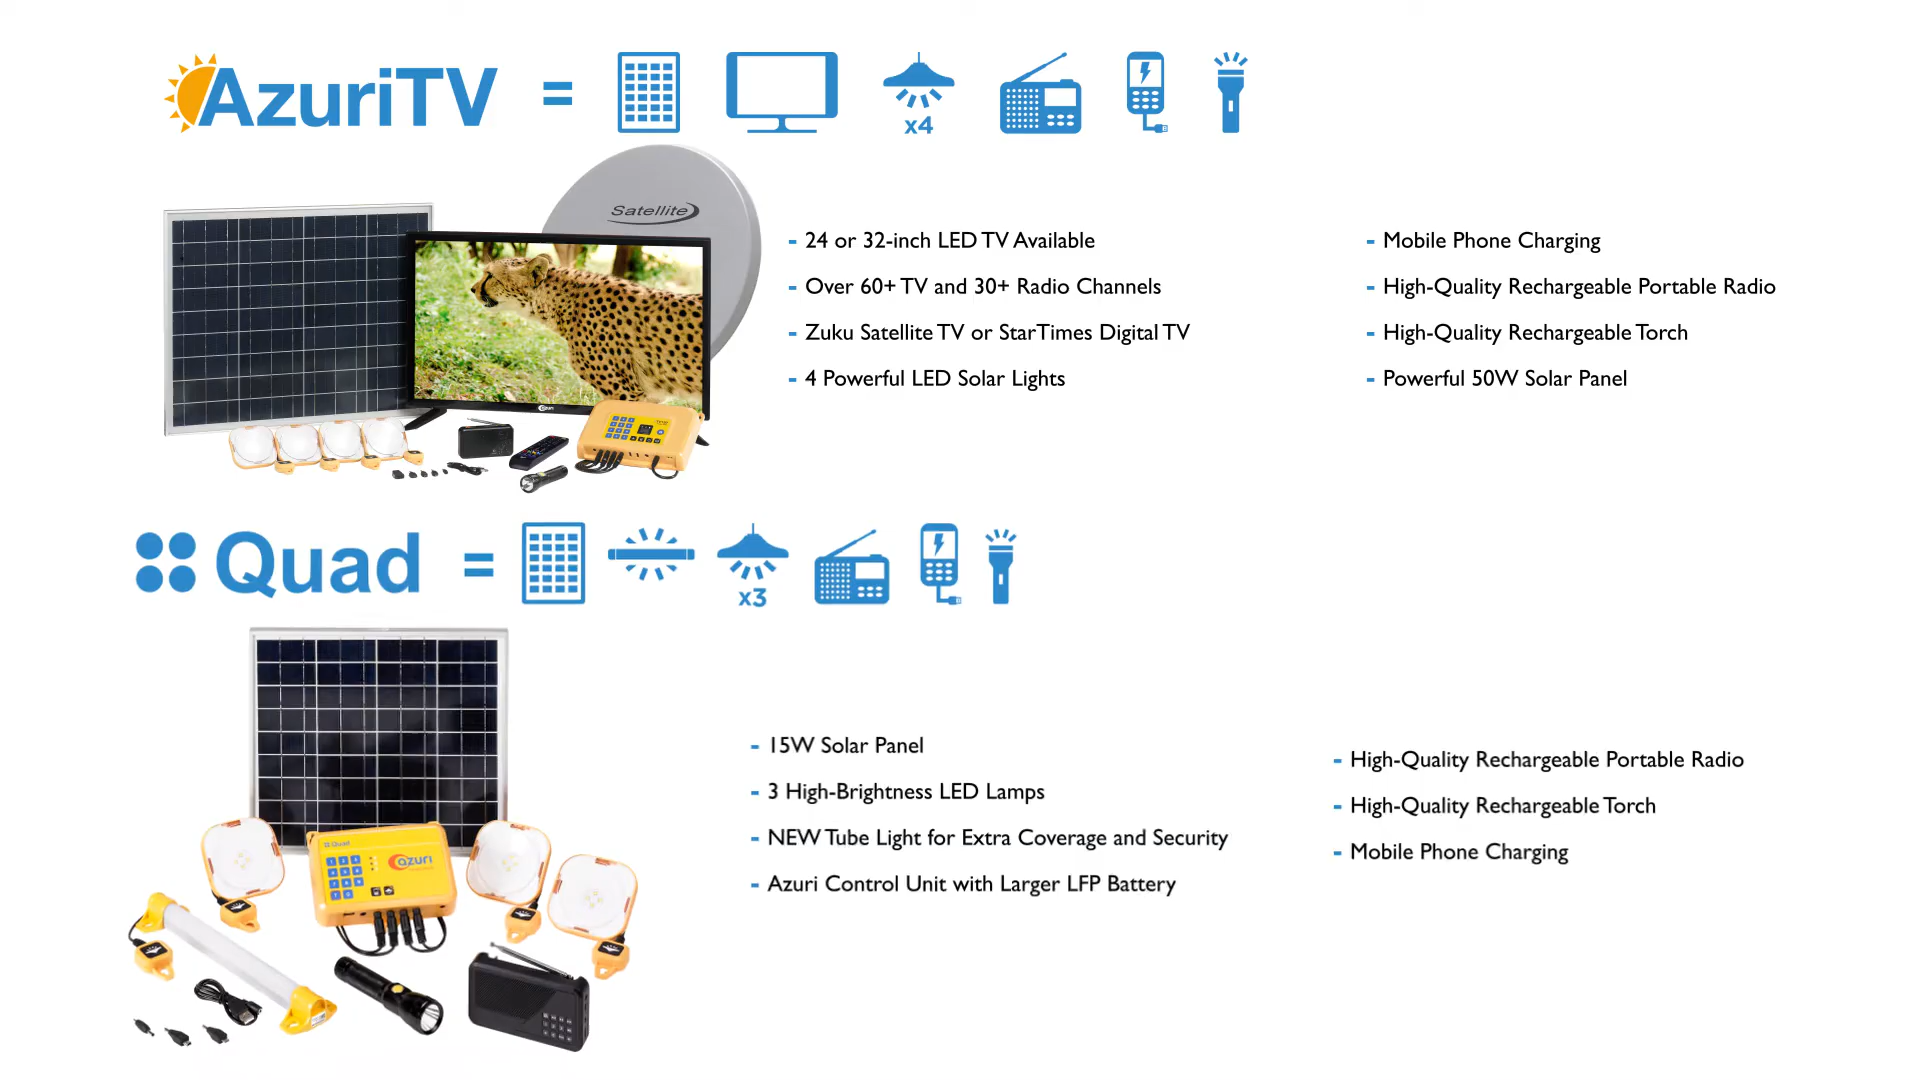 AzuriTV =
x4
Satellite
- 24 or 32-inch LED TV Available
- Over 60+ TV and 30+ Radio Channels
- Zuku Satellite TV or StarTimes Digital TV
- 4 Powerful LED Solar Lights
- Mobile Phone Charging
- High-Quality Rechargeable Portable Radio
- High-Quality Rechargeable Torch
- Powerful 50W Solar Panel
azuri
Quad =
x3
Quad
azuri
- 15W Solar Panel
- 3 High-Brightness LED Lamps
- NEW Tube Light for Extra Coverage and Security
- Azuri Control Unit with Larger LFP Battery
- High-Quality Rechargeable Portable Radio
- High-Quality Rechargeable Torch
- Mobile Phone Charging